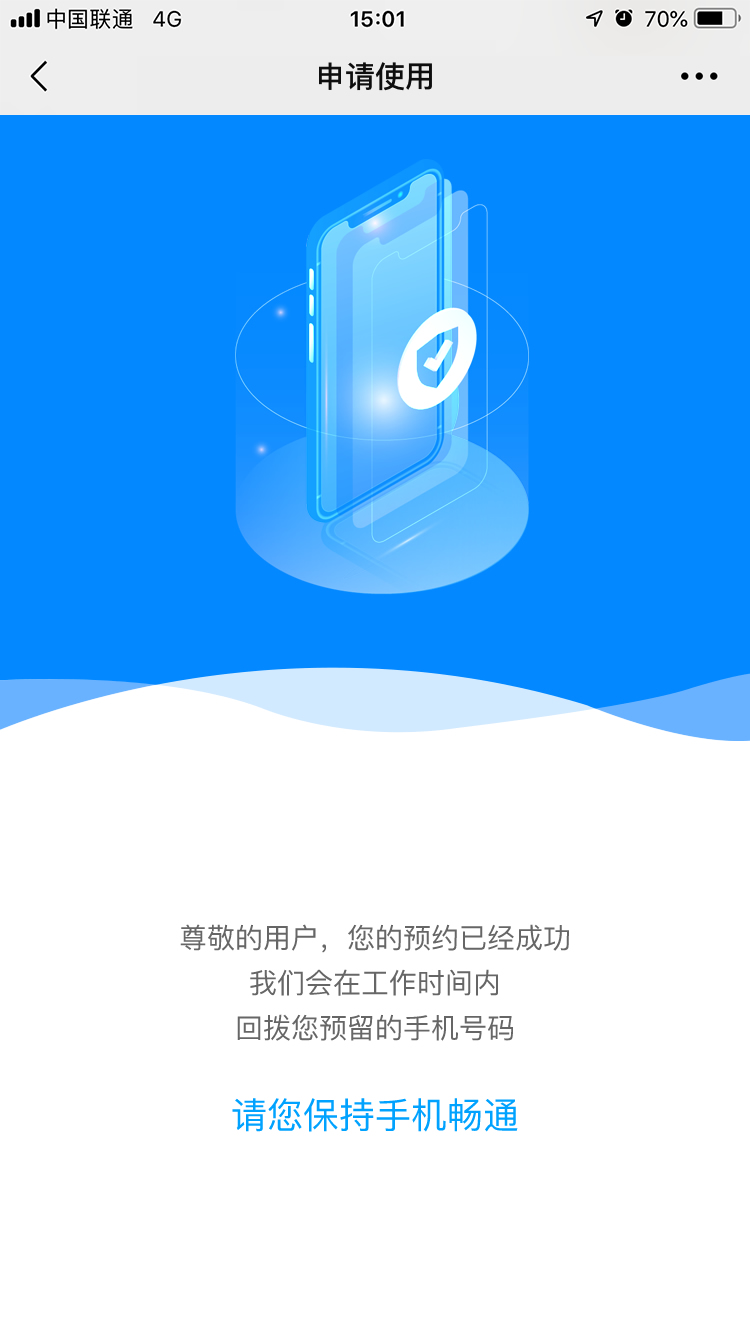 中国联通 4G 15:01 70%
申请使用
尊敬的用户，您的预约已经成功
我们会在工作时间内
回拨您预留的手机号码
请您保持手机畅通